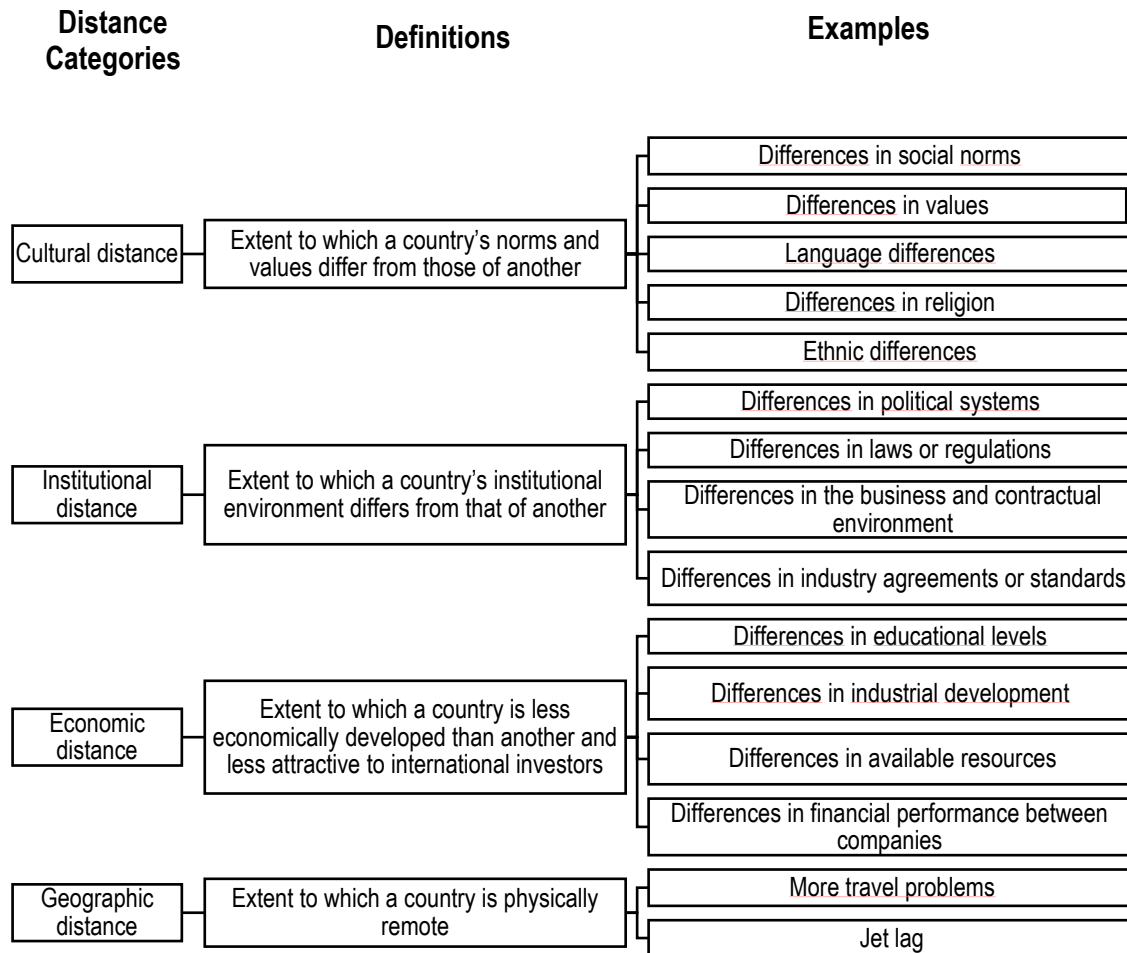 Distance
Categories
Definitions
Examples
Cultural distance
Extent to which a country’s norms and
values differ from those of another
Differences in social norms
Differences in values
Language differences
Differences in religion
Ethnic differences
Institutional
distance
Extent to which a country’s institutional
environment differs from that of another
Differences in political systems
Differences in laws or regulations
Differences in the business and contractual
environment
Differences in industry agreements or standards
Economic
distance
Extent to which a country is less
economically developed than another and
less attractive to international investors
Differences in educational levels
Differences in industrial development
Differences in available resources
Differences in financial performance between
companies
Geographic
distance
Extent to which a country is physically
remote
More travel problems
Jet lag